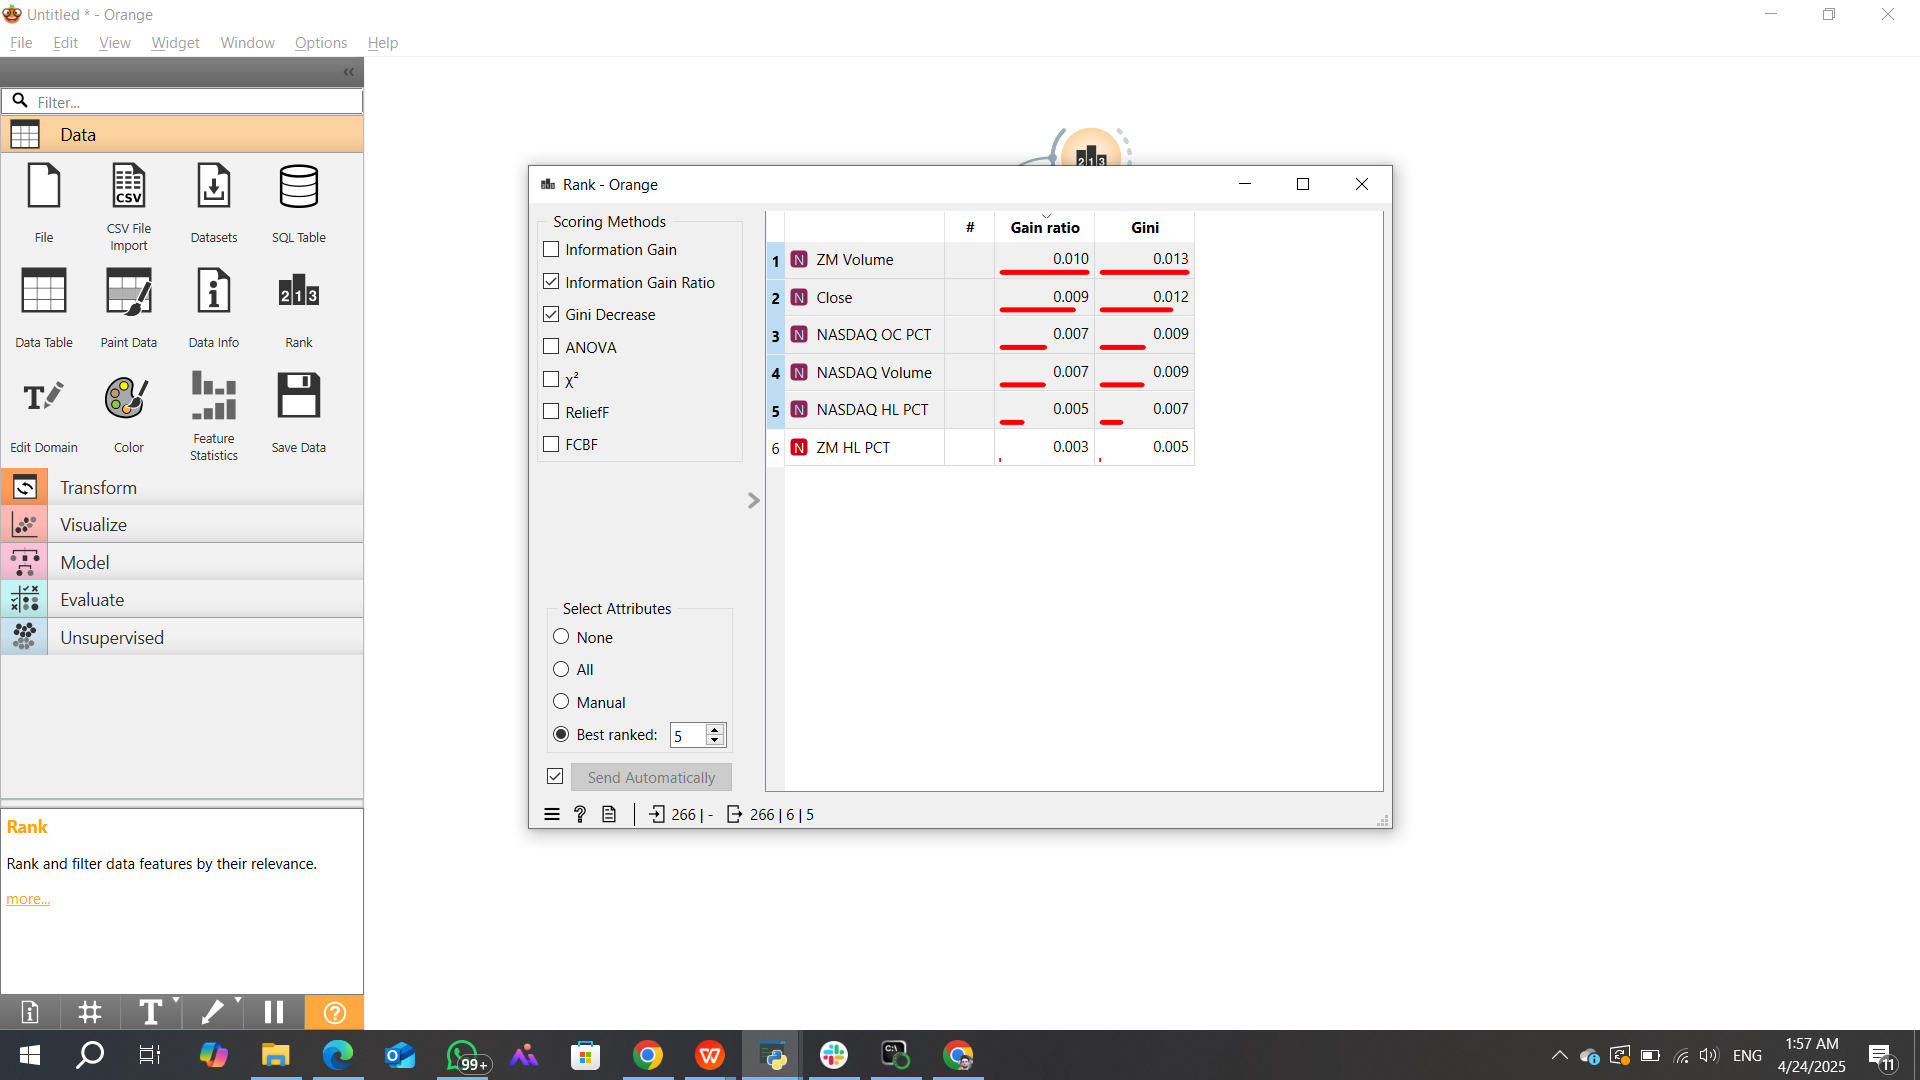 Untitled * - Orange
File Edit View Widget Window Options Help
Filter...
Data
File
CSV File Import
Datasets
SQL Table
Data Table
Paint Data
Data Info
Rank
Edit Domain
Color
Feature Statistics
Save Data
Transform
Visualize
Model
Evaluate
Unsupervised
Rank
Rank and filter data features by their relevance.
more...
Rank - Orange
Scoring Methods
Information Gain
Information Gain Ratio
Gini Decrease
ANOVA
χ²
ReliefF
FCBF
Select Attributes
None
All
Manual
Best ranked: 5
Send Automatically
266 | - 266 | 6 | 5
# Gain ratio Gini
1 N ZM Volume 0.010 0.013
2 N Close 0.009 0.012
3 N NASDAQ OC PCT 0.007 0.009
4 N NASDAQ Volume 0.007 0.009
5 N NASDAQ HL PCT 0.005 0.007
6 N ZM HL PCT 0.003 0.005
99+
ENG
1:57 AM
4/24/2025
11